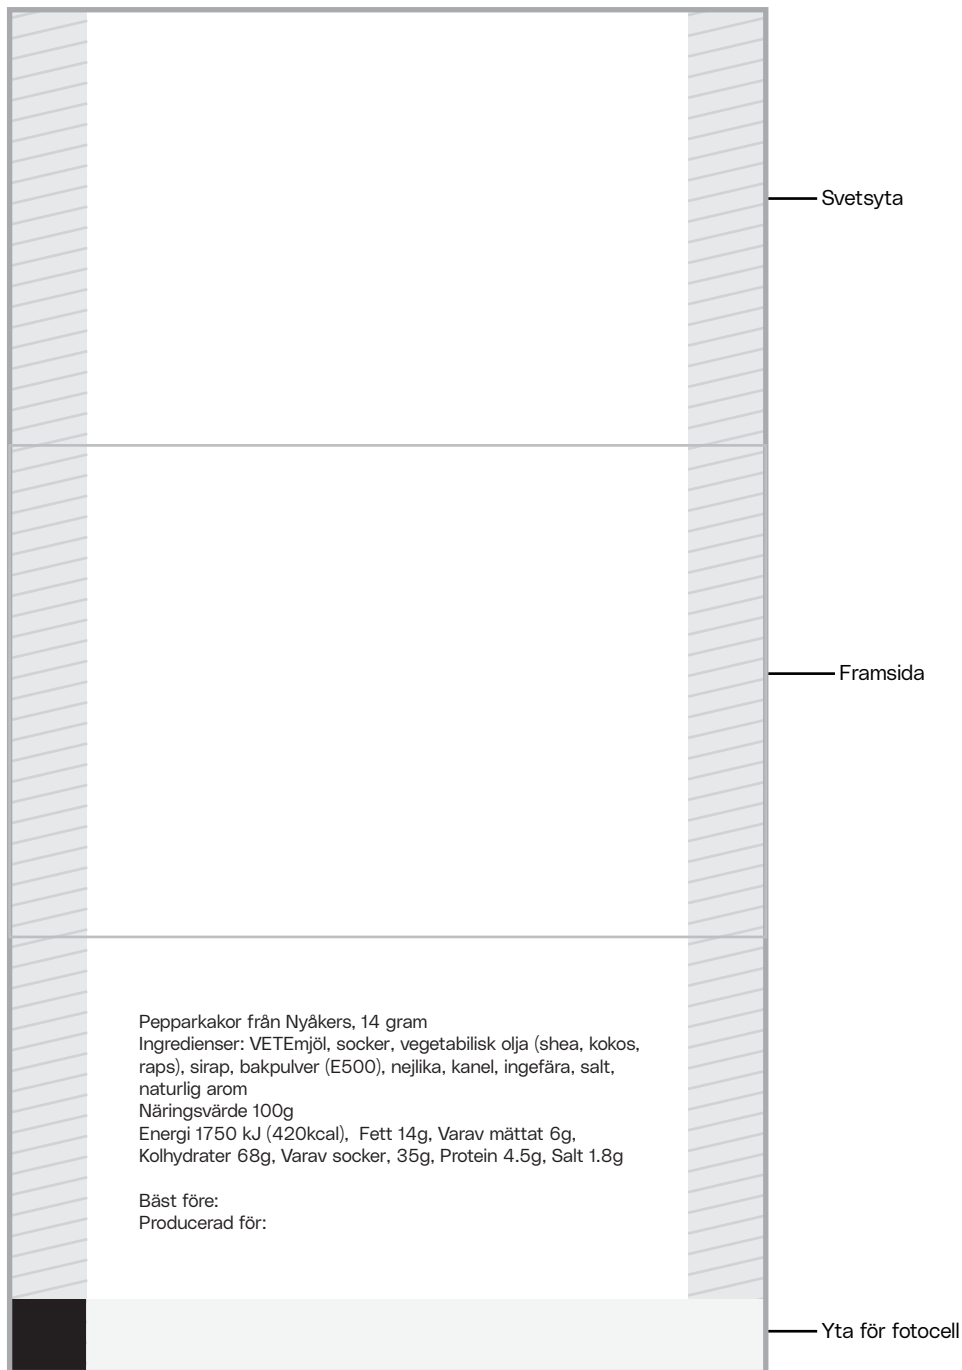 Svetsyta
Framsida
Pepparkakor från Nyåkers, 14 gram
Ingredienser: VETEmjöl, socker, vegetabilisk olja (shea, kokos,
raps), sirap, bakpulver (E500), nejlika, kanel, ingefära, salt,
naturlig arom
Näringsvärde 100g
Energi 1750 kJ (420kcal),  Fett 14g, Varav mättat 6g,
Kolhydrater 68g, Varav socker, 35g, Protein 4.5g, Salt 1.8g
Bäst före:
Producerad för:
Yta för fotocell